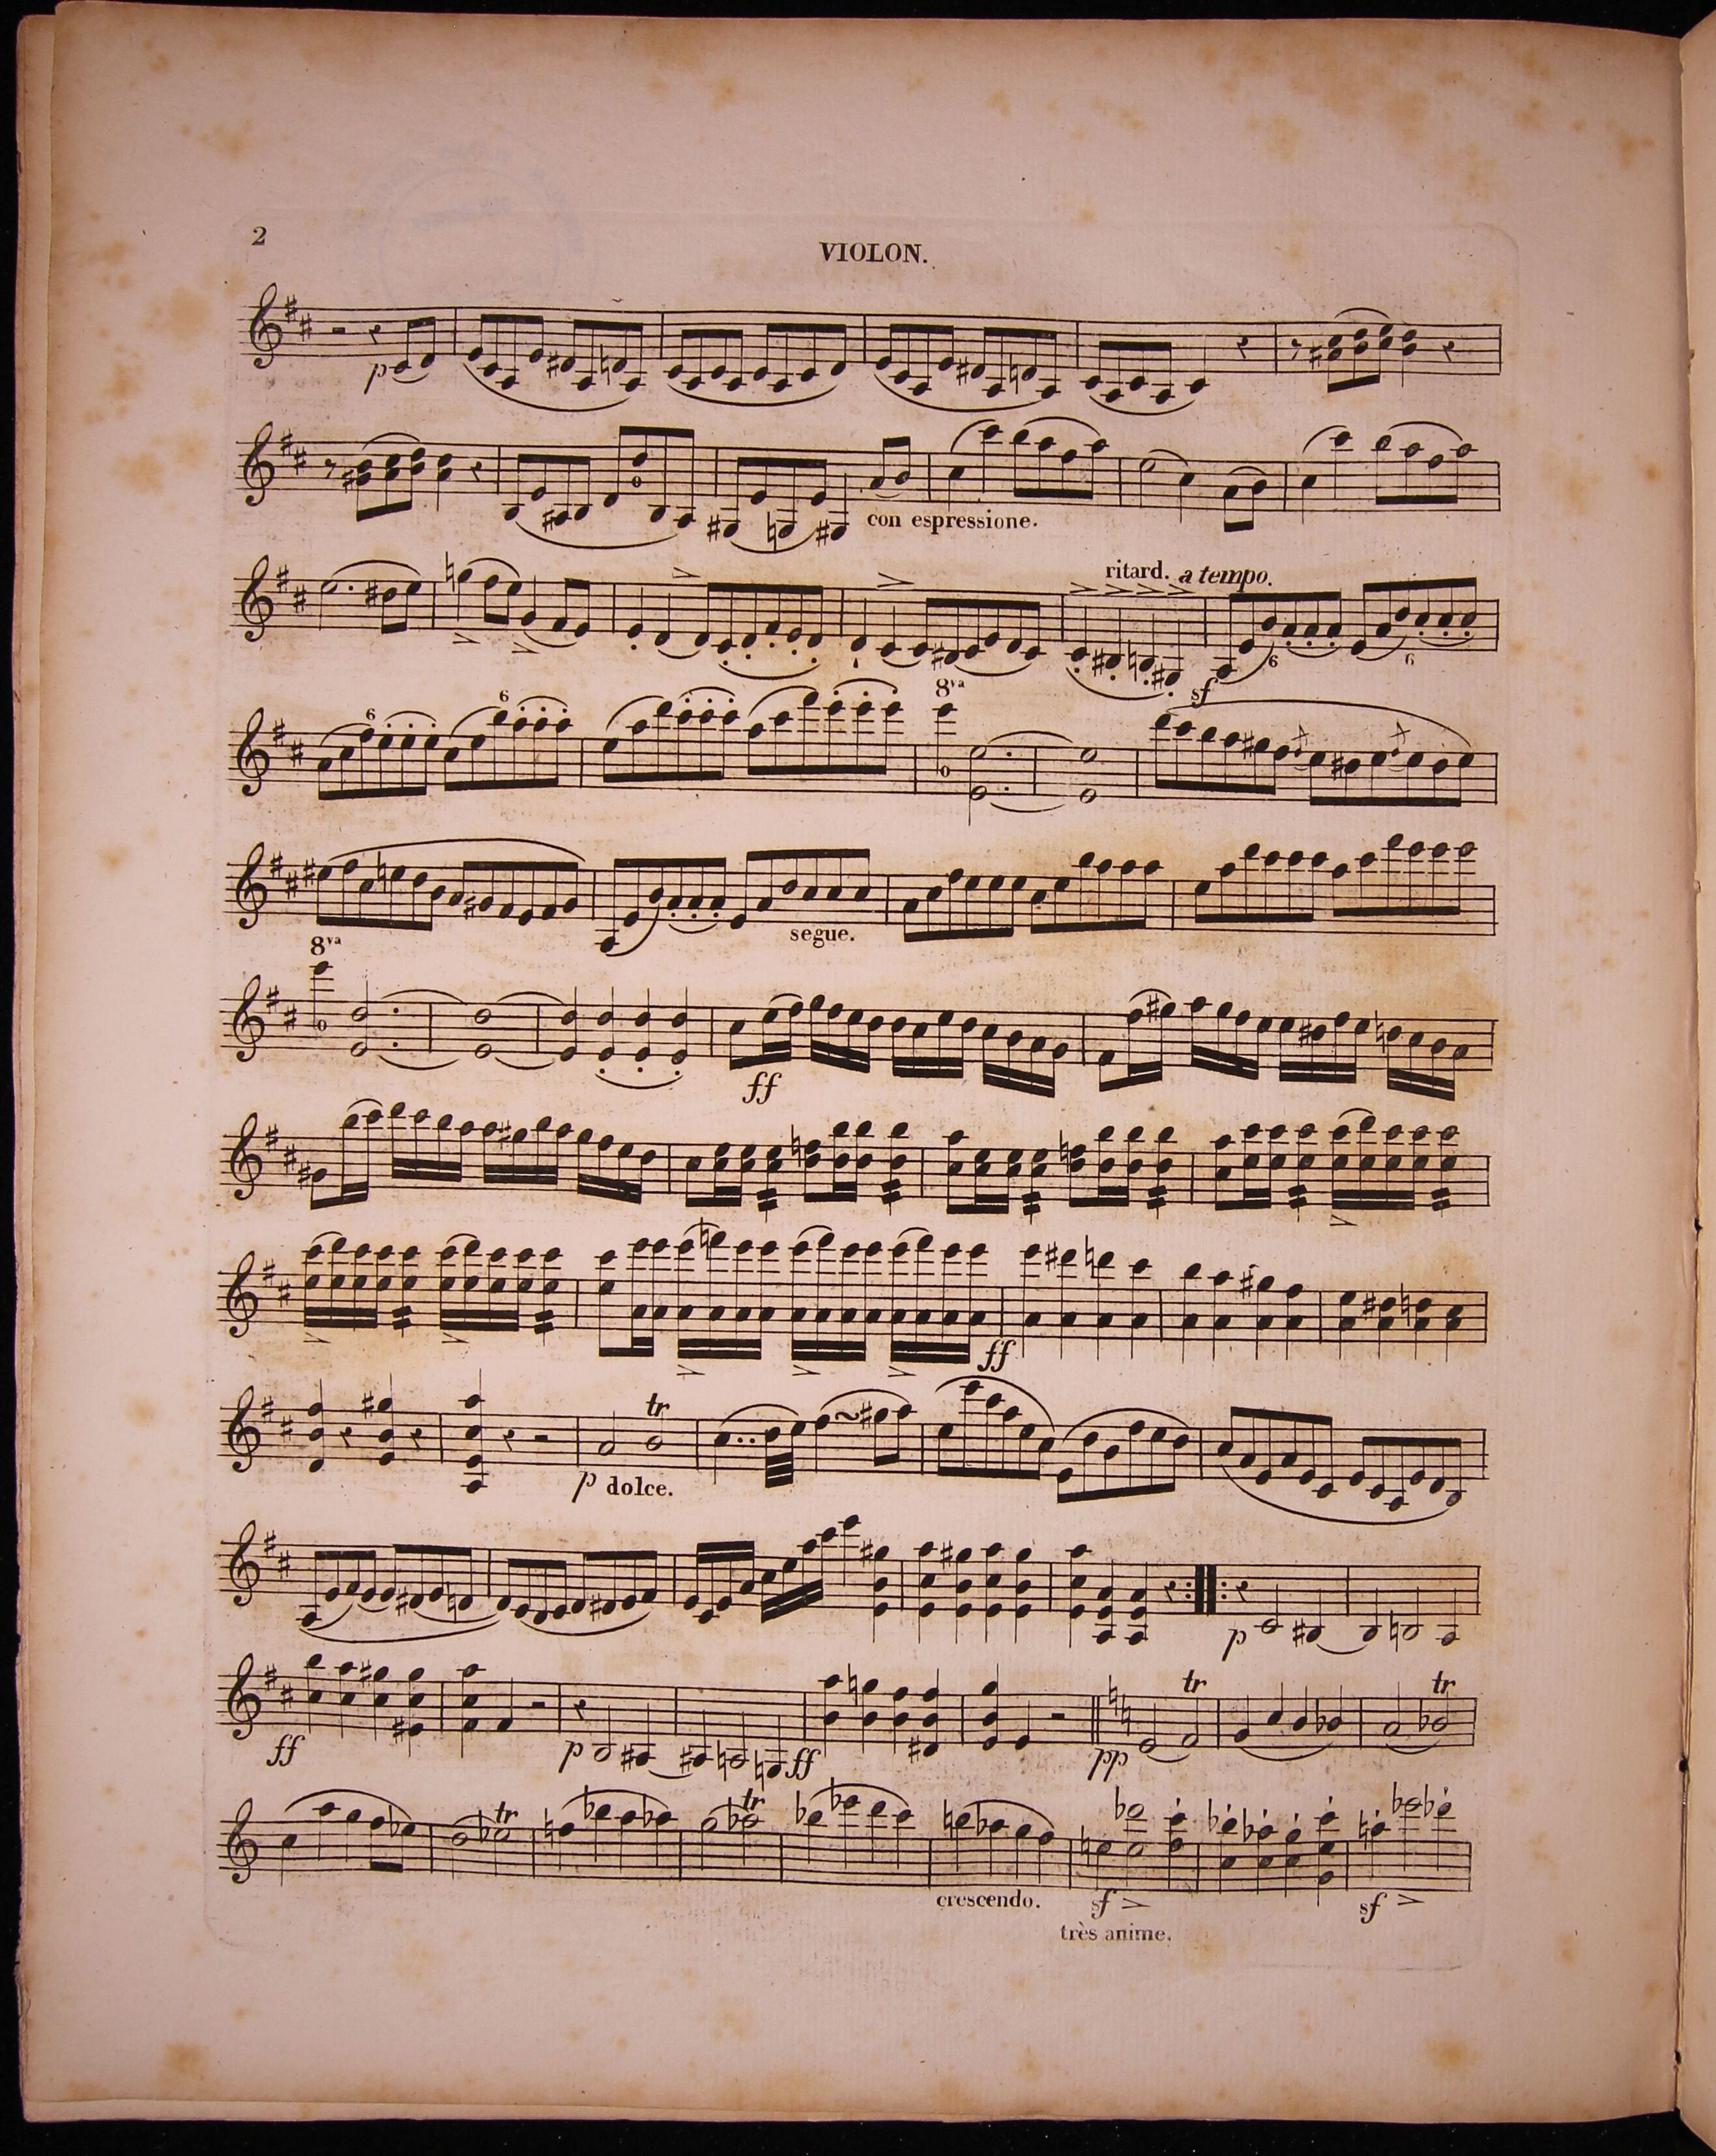 2
VIOLON.
p
con espressione.
ritard. a tempo.
6 6
sf
6 6 8va
segue.
8va
ff
ff
tr
p dolce.
p
ff p ff pp tr tr
tr tr
crescendo. sf sf
très anime.